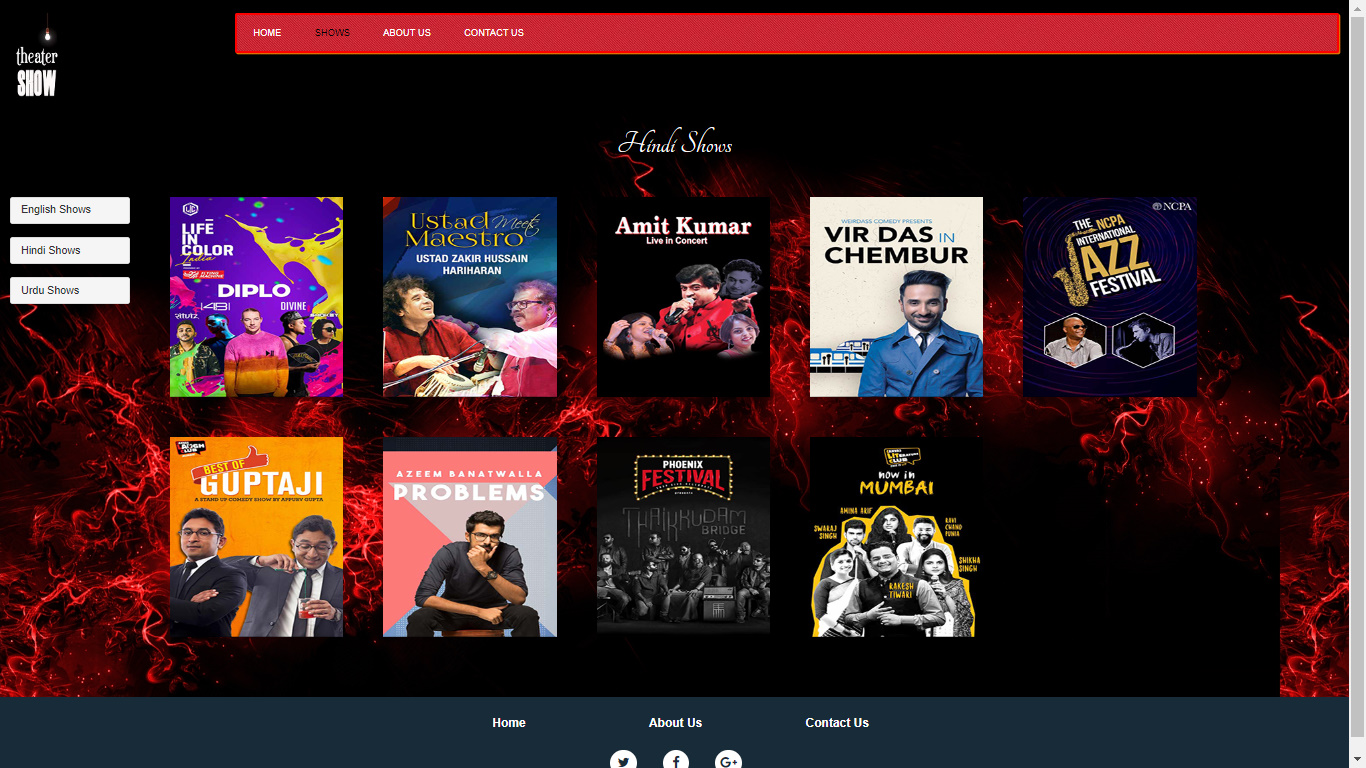 theater
SHOW
HOME
SHOWS
ABOUT US
CONTACT US
Hindi Shows
English Shows
Hindi Shows
Urdu Shows
LIFE
IN
COLOR
India
DIPLO
DIVINE
Ustad Meets
Maestro
USTAD ZAKIR HUSSAIN
HARIHARAN
Amit Kumar
Live in Concert
WEIRDASS COMEDY PRESENTS
VIR DAS IN
CHEMBUR
NCPA
THE NCPA
INTERNATIONAL
JAZZ
FESTIVAL
BEST OF
GUPTAJI
A STAND UP COMEDY SHOW BY APPURV GUPTA
AZEEM BANATWALLA
PROBLEMS
PHOENIX
FESTIVAL
presents
THAIKKUDAM
BRIDGE
now in
MUMBAI
AMINA ARIF
SWARAJ
SINGH
RAVI
CHAND
PUNIA
SHIKHA
SINGH
RAKESH
TIWARI
Home
About Us
Contact Us